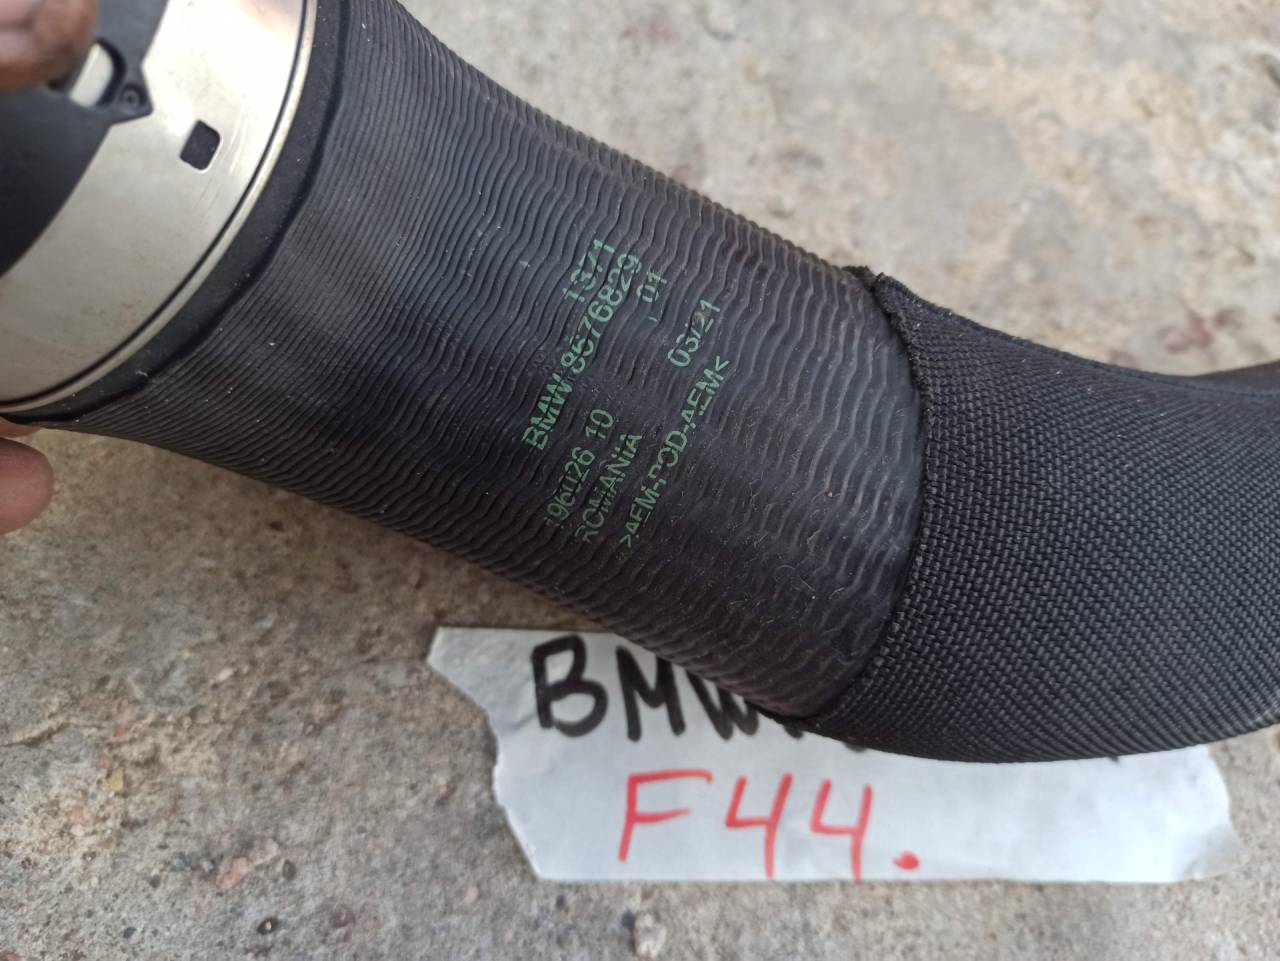 1371
BMW 8576829
01
03/21
196026 10
ROMANIA
>AEM-POD-AEM<
BMW
F44.